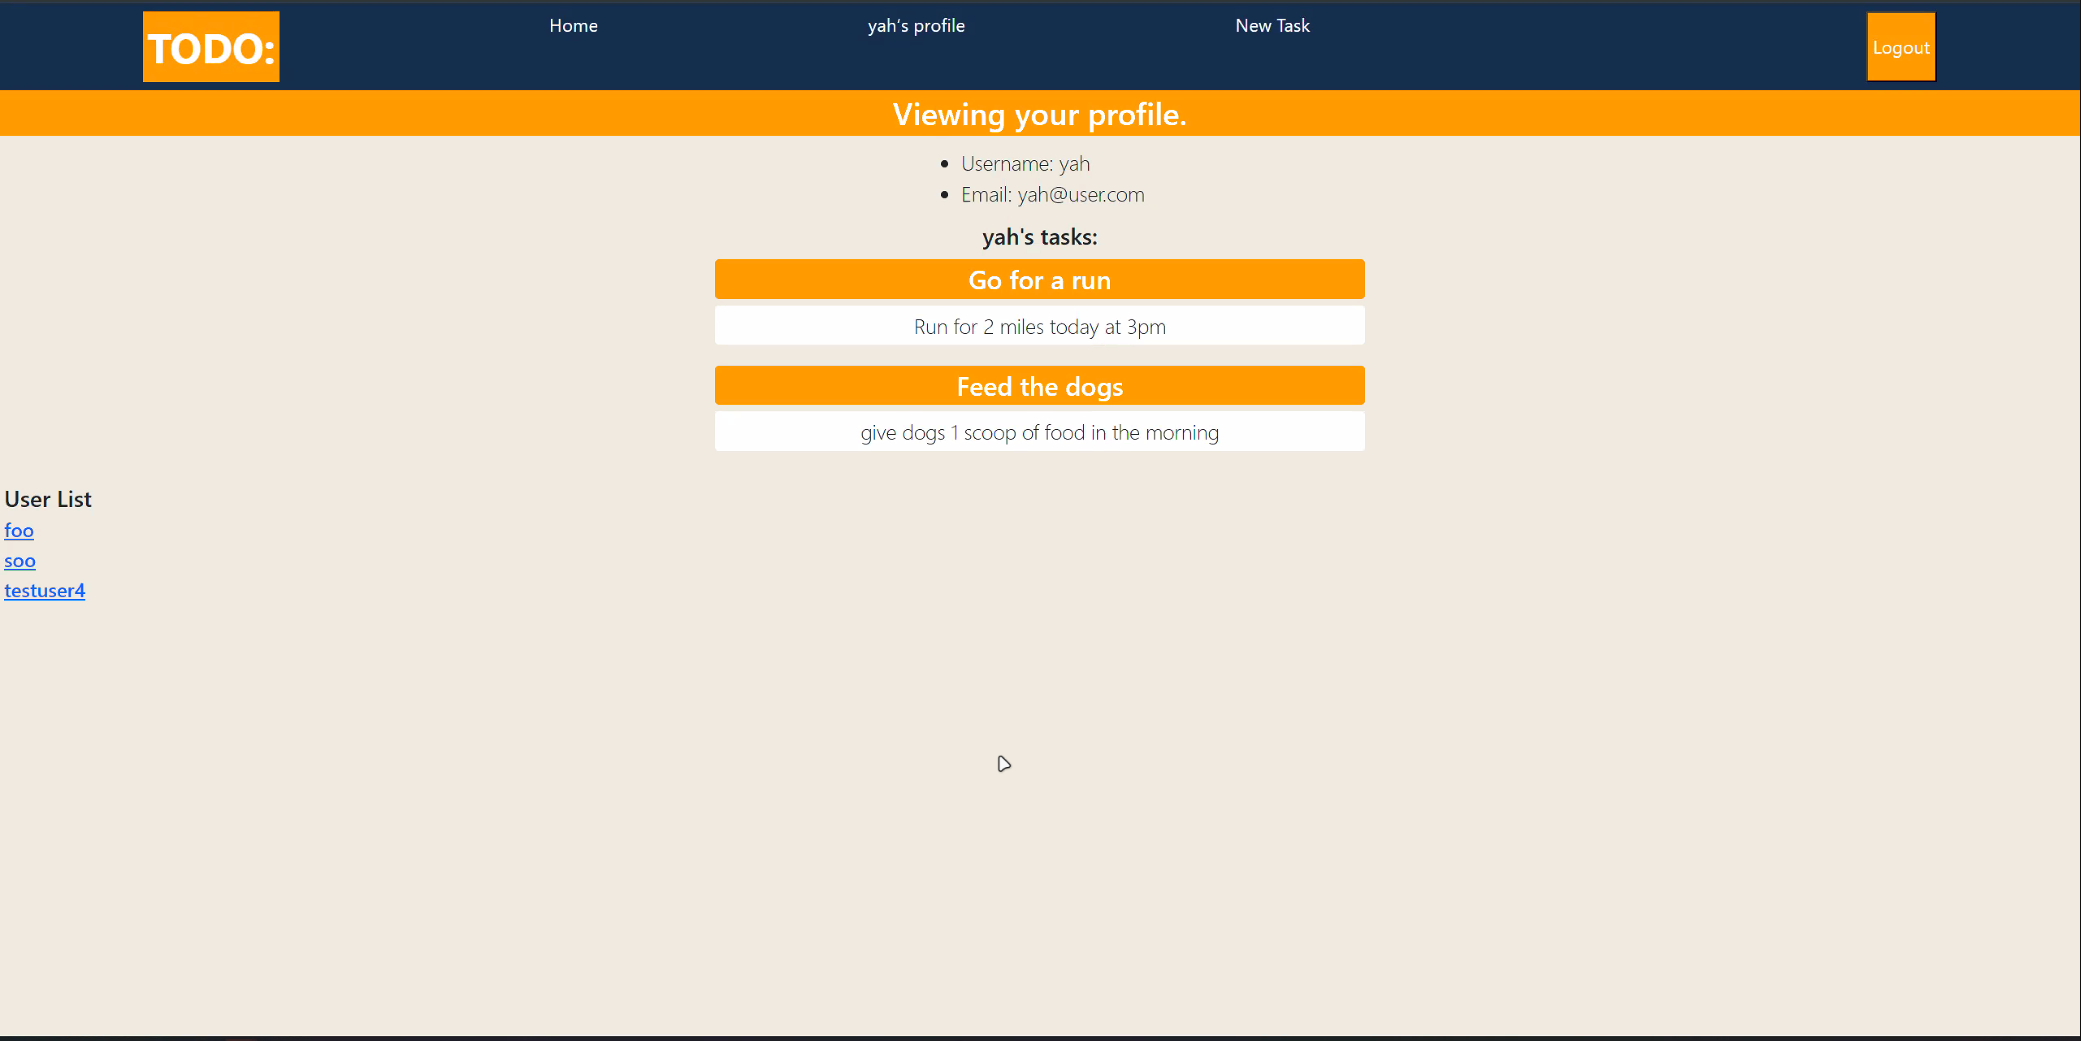 TODO:
Home
yah's profile
New Task
Logout
Viewing your profile.
Username: yah
Email: yah@user.com
yah's tasks:
Go for a run
Run for 2 miles today at 3pm
Feed the dogs
give dogs 1 scoop of food in the morning
User List
foo
soo
testuser4